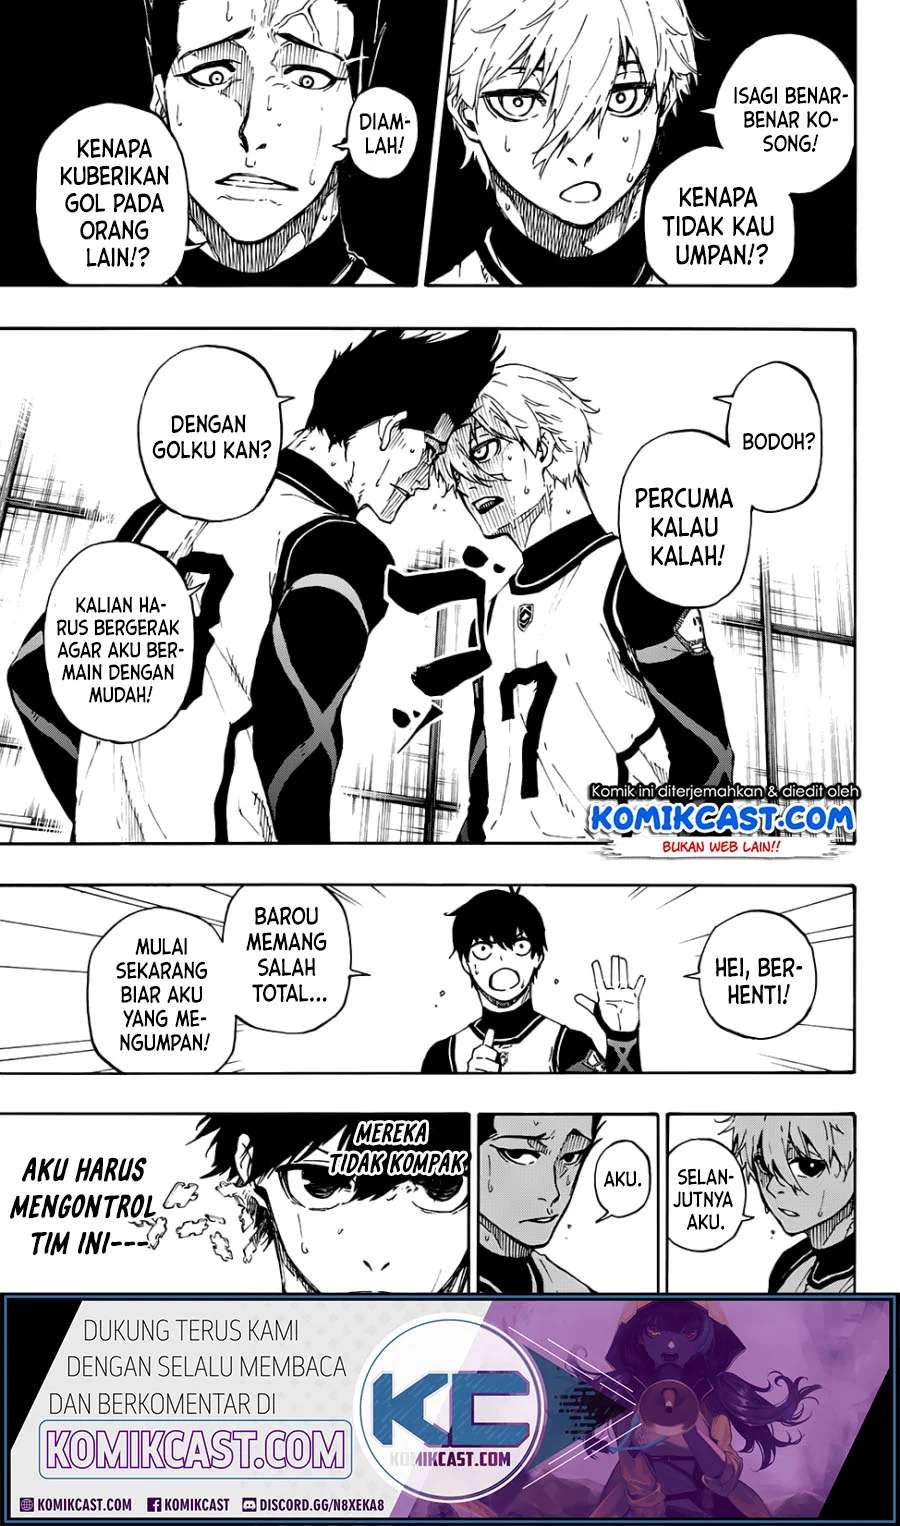 ISAGI BENAR-
BENAR KO-
SONG!
KENAPA
TIDAK KAU
UMPAN!?
DIAM-
LAH!
KENAPA
KUBERIKAN
GOL PADA
ORANG
LAIN!?
BODOH?
PERCUMA
KALAU
KALAH!
DENGAN
GOLKU KAN?
KALIAN HA-
RUS BERGERAK
AGAR AKU BER-
MAIN DENGAN
MUDAH!
7
Komik ini diterjemahkan & diedit oleh
KOMIKCAST.COM
BUKAN WEB LAIN!!
HEI, BER-
HENTI!
BAROU
MEMANG
SALAH
TOTAL...
MULAI
SEKARANG
BIAR AKU
YANG ME-
NGUMPAN!
SELAN-
JUTNYA
AKU.
AKU.
MEREKA
TIDAK KOMPAK
AKU HARUS
MENGONTROL
TIM INI---
DUKUNG TERUS KAMI
DENGAN SELALU MEMBACA
DAN BERKOMENTAR DI
KOMIKCAST.COM
KOMIKCAST.COM
KOMIKCAST
DISCORD.GG/N8XEKA8
KC
KOMIKCAST.COM